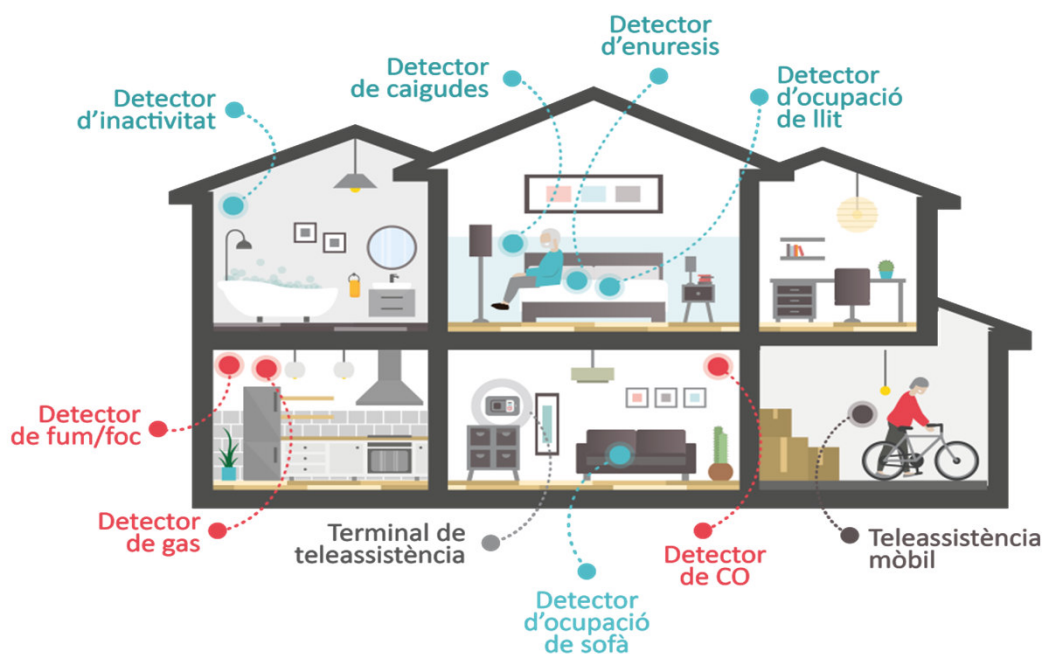 Detector
d'inactivitat
Detector
de caigudes
Detector
d'enuresis
Detector
d'ocupació
de llit
Detector
de fum/foc
Detector
de gas
Terminal de
teleassistència
Detector
d'ocupació
de sofà
Detector
de CO
Teleassistència
mòbil